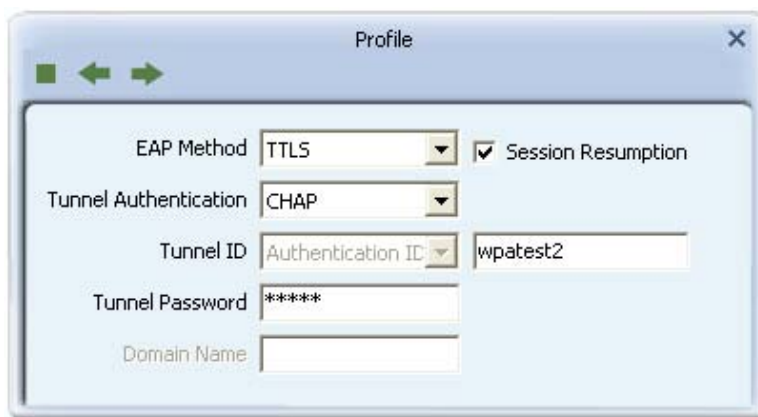 Profile
EAP Method TTLS Session Resumption
Tunnel Authentication CHAP
Tunnel ID Authentication ID wpatest2
Tunnel Password *****
Domain Name